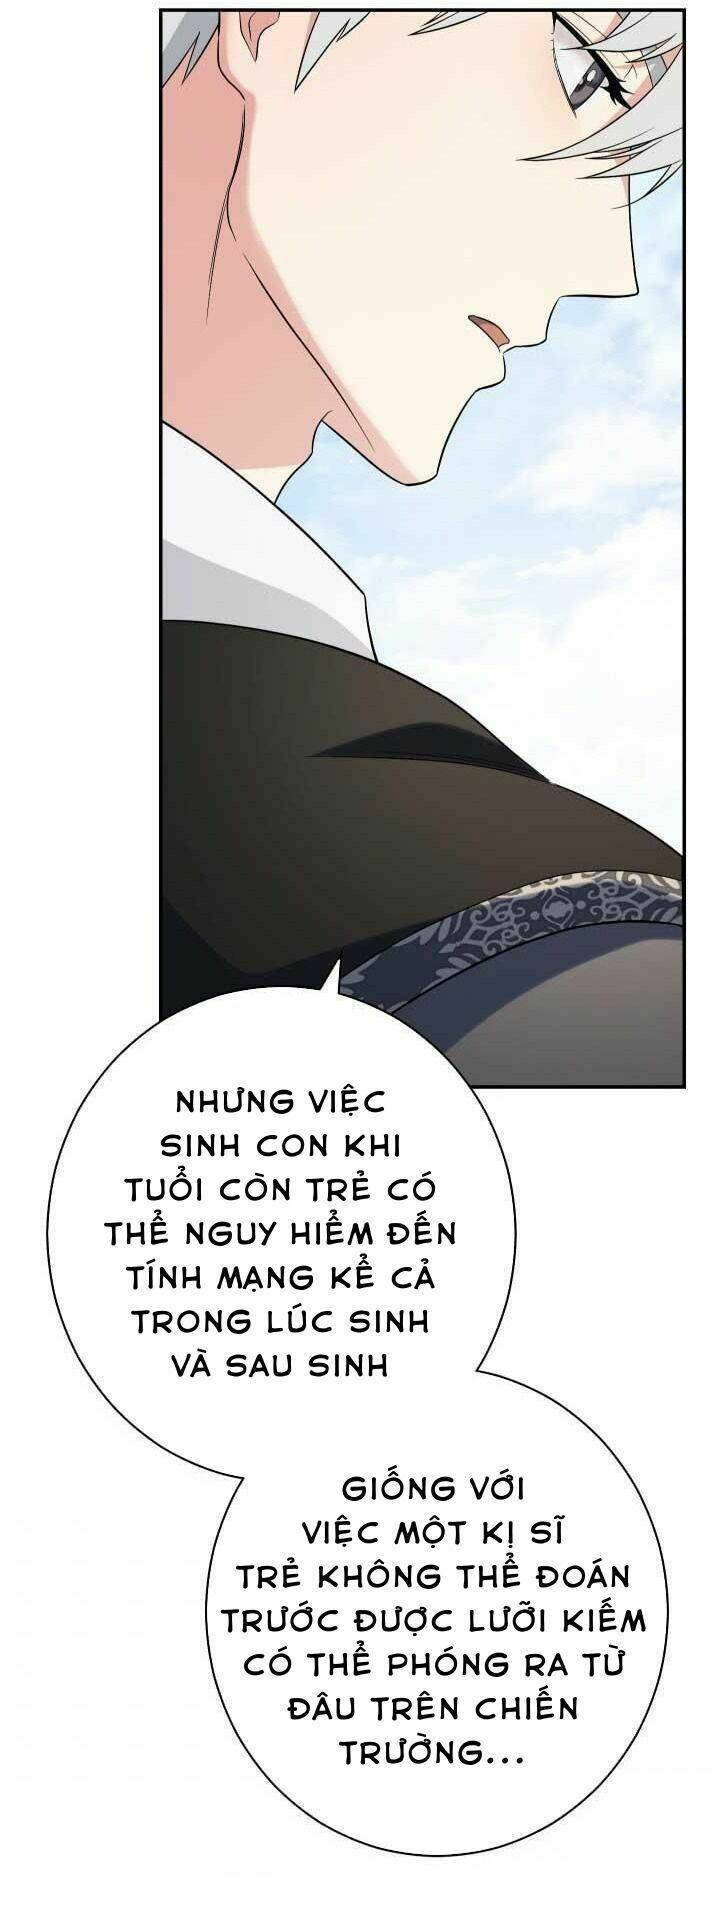 NHƯNG VIỆC
SINH CON KHI
TUỔI CÒN TRẺ CÓ
THỂ NGUY HIỂM ĐẾN
TÍNH MẠNG KỂ CẢ
TRONG LÚC SINH
VÀ SAU SINH
GIỐNG VỚI
VIỆC MỘT KỊ SĨ
TRẺ KHÔNG THỂ ĐOÁN
TRƯỚC ĐƯỢC LƯỠI KIẾM
CÓ THỂ PHÓNG RA TỪ
ĐÂU TRÊN CHIẾN
TRƯỜNG...